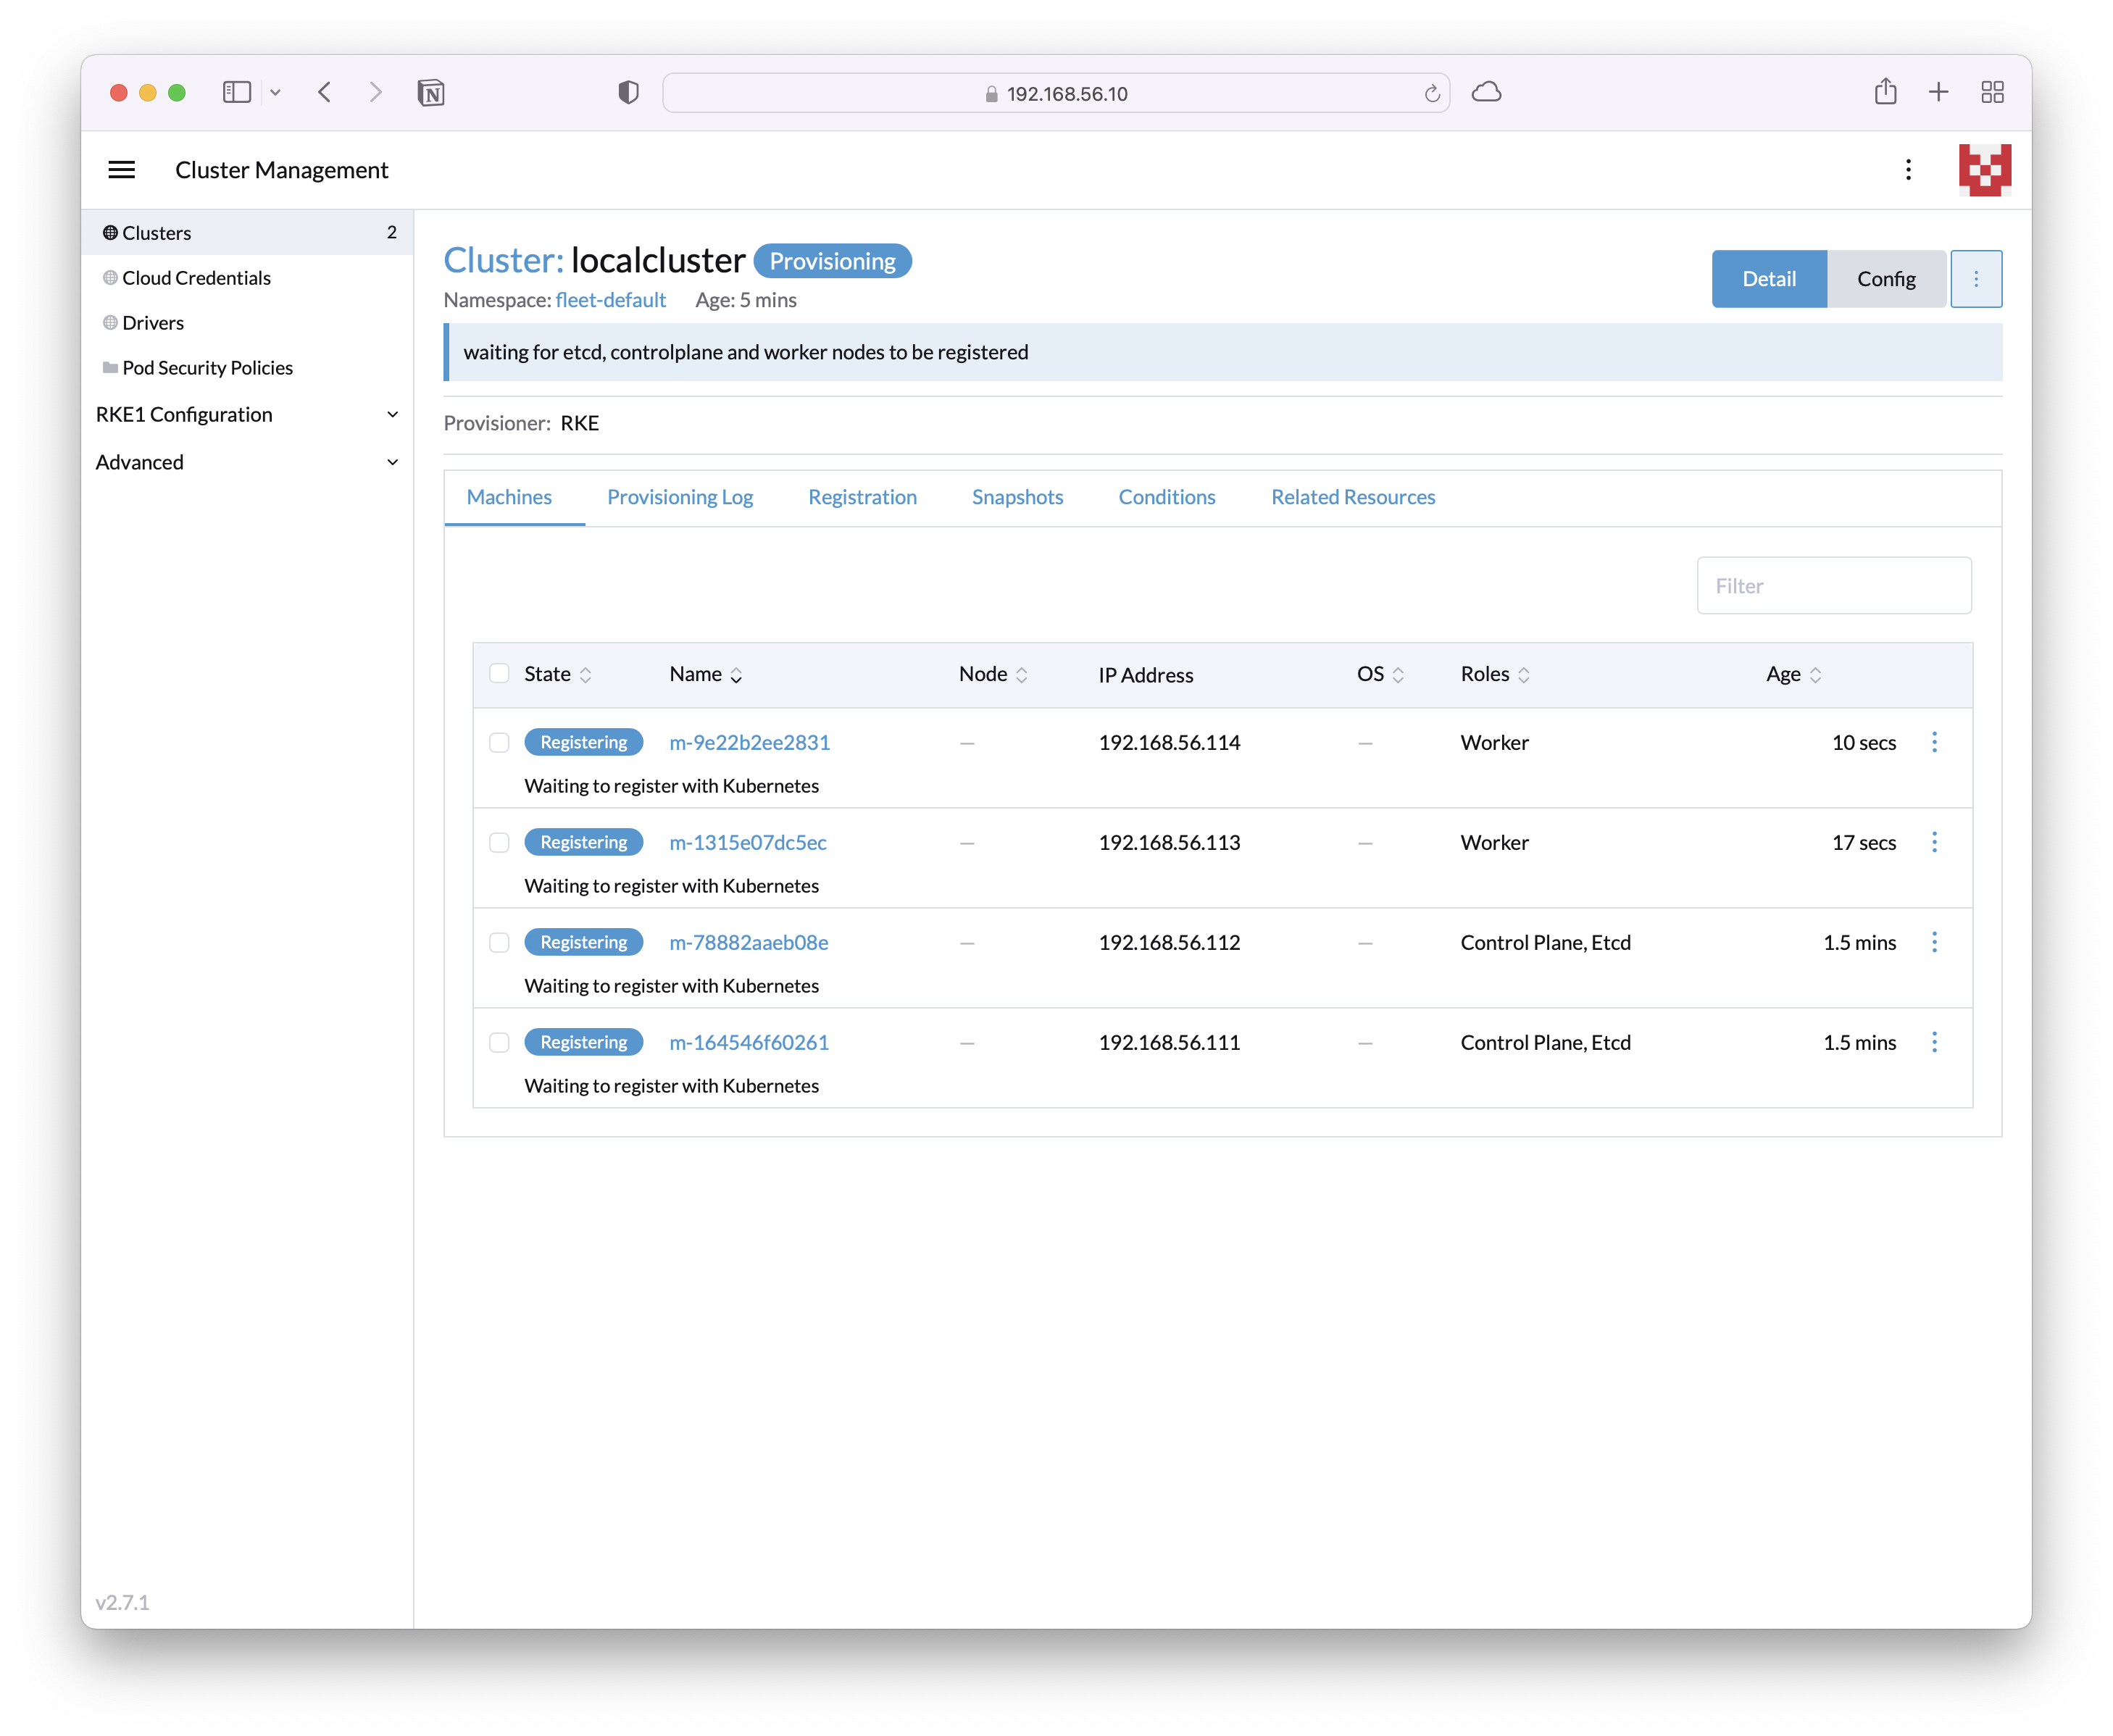 192.168.56.10
Cluster Management
Clusters 2
Cloud Credentials
Drivers
Pod Security Policies
RKE1 Configuration
Advanced
v2.7.1
Cluster: localcluster Provisioning
Namespace: fleet-default Age: 5 mins
Detail Config
waiting for etcd, controlplane and worker nodes to be registered
Provisioner: RKE
Machines Provisioning Log Registration Snapshots Conditions Related Resources
Filter
State Name Node IP Address OS Roles Age
Registering m-9e22b2ee2831 — 192.168.56.114 — Worker 10 secs
Waiting to register with Kubernetes
Registering m-1315e07dc5ec — 192.168.56.113 — Worker 17 secs
Waiting to register with Kubernetes
Registering m-78882aaeb08e — 192.168.56.112 — Control Plane, Etcd 1.5 mins
Waiting to register with Kubernetes
Registering m-164546f60261 — 192.168.56.111 — Control Plane, Etcd 1.5 mins
Waiting to register with Kubernetes